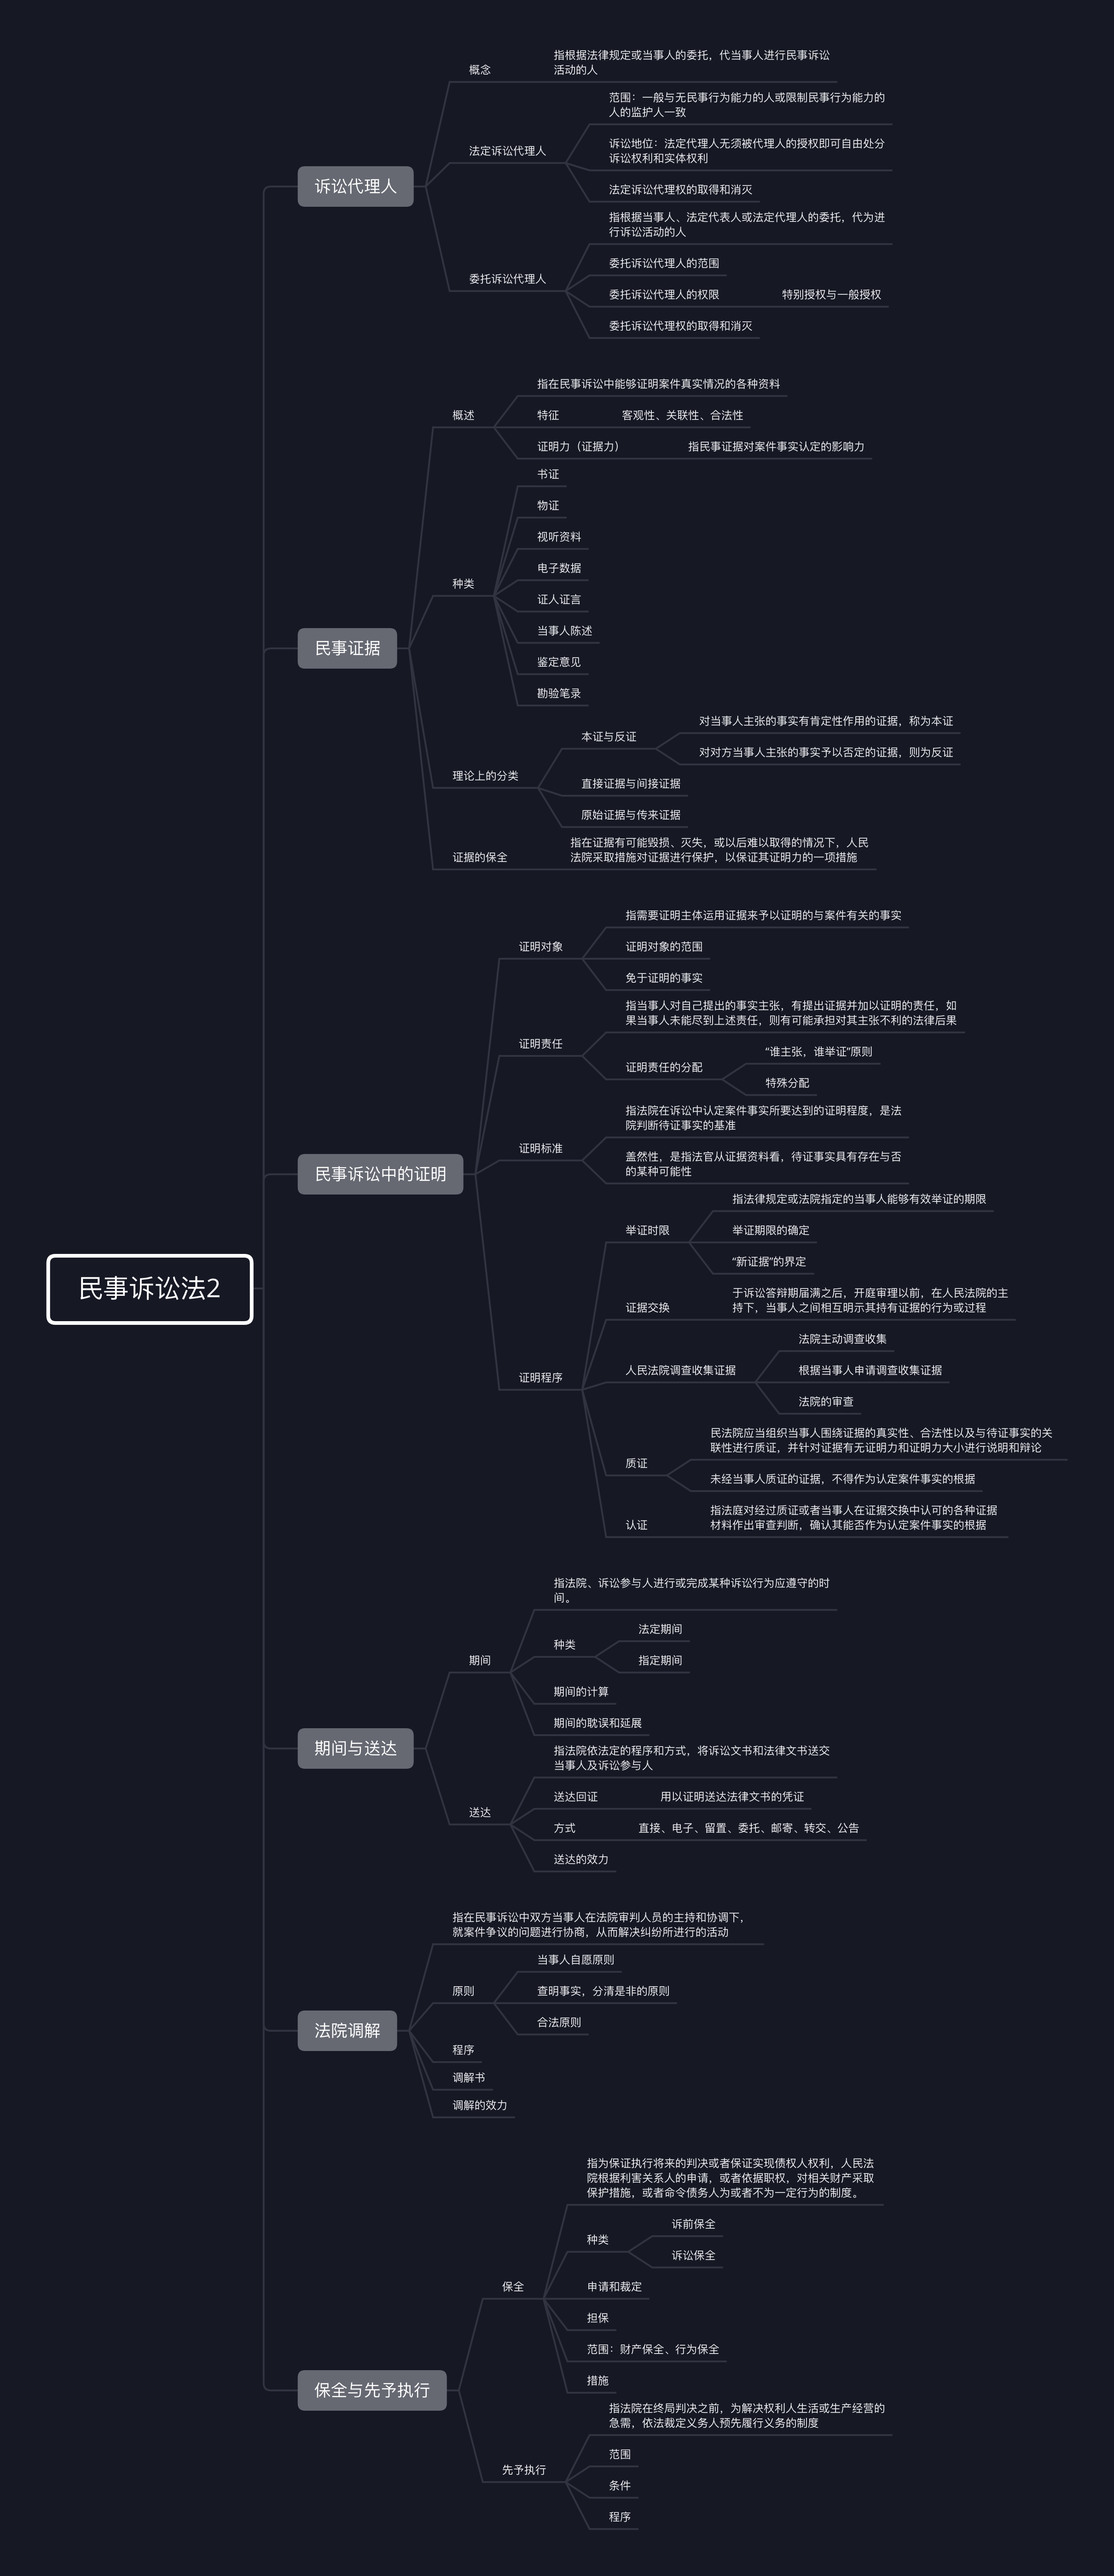 民事诉讼法2
诉讼代理人
概念
指根据法律规定或当事人的委托，代当事人进行民事诉讼
活动的人
法定诉讼代理人
范围：一般与无民事行为能力的人或限制民事行为能力的
人的监护人一致
诉讼地位：法定代理人无须被代理人的授权即可自由处分
诉讼权利和实体权利
法定诉讼代理权的取得和消灭
委托诉讼代理人
指根据当事人、法定代表人或法定代理人的委托，代为进
行诉讼活动的人
委托诉讼代理人的范围
委托诉讼代理人的权限
特别授权与一般授权
委托诉讼代理权的取得和消灭
民事证据
概述
指在民事诉讼中能够证明案件真实情况的各种资料
特征
客观性、关联性、合法性
证明力（证据力）
指民事证据对案件事实认定的影响力
种类
书证
物证
视听资料
电子数据
证人证言
当事人陈述
鉴定意见
勘验笔录
理论上的分类
本证与反证
对当事人主张的事实有肯定性作用的证据，称为本证
对对方当事人主张的事实予以否定的证据，则为反证
直接证据与间接证据
原始证据与传来证据
证据的保全
指在证据有可能毁损、灭失，或以后难以取得的情况下，人民
法院采取措施对证据进行保护，以保证其证明力的一项措施
民事诉讼中的证明
证明对象
指需要证明主体运用证据来予以证明的与案件有关的事实
证明对象的范围
免于证明的事实
证明责任
指当事人对自己提出的事实主张，有提出证据并加以证明的责任，如
果当事人未能尽到上述责任，则有可能承担对其主张不利的法律后果
证明责任的分配
“谁主张，谁举证”原则
特殊分配
证明标准
指法院在诉讼中认定案件事实所要达到的证明程度，是法
院判断待证事实的基准
盖然性，是指法官从证据资料看，待证事实具有存在与否
的某种可能性
证明程序
举证时限
指法律规定或法院指定的当事人能够有效举证的期限
举证期限的确定
“新证据”的界定
证据交换
于诉讼答辩期届满之后，开庭审理以前，在人民法院的主
持下，当事人之间相互明示其持有证据的行为或过程
人民法院调查收集证据
法院主动调查收集
根据当事人申请调查收集证据
法院的审查
质证
民法院应当组织当事人围绕证据的真实性、合法性以及与待证事实的关
联性进行质证，并针对证据有无证明力和证明力大小进行说明和辩论
未经当事人质证的证据，不得作为认定案件事实的根据
认证
指法庭对经过质证或者当事人在证据交换中认可的各种证据
材料作出审查判断，确认其能否作为认定案件事实的根据
期间与送达
期间
指法院、诉讼参与人进行或完成某种诉讼行为应遵守的时
间。
种类
法定期间
指定期间
期间的计算
期间的耽误和延展
送达
指法院依法定的程序和方式，将诉讼文书和法律文书送交
当事人及诉讼参与人
送达回证
用以证明送达法律文书的凭证
方式
直接、电子、留置、委托、邮寄、转交、公告
送达的效力
法院调解
指在民事诉讼中双方当事人在法院审判人员的主持和协调下，
就案件争议的问题进行协商，从而解决纠纷所进行的活动
原则
当事人自愿原则
查明事实，分清是非的原则
合法原则
程序
调解书
调解的效力
保全与先予执行
保全
指为保证执行将来的判决或者保证实现债权人权利，人民法
院根据利害关系人的申请，或者依据职权，对相关财产采取
保护措施，或者命令债务人为或者不为一定行为的制度。
种类
诉前保全
诉讼保全
申请和裁定
担保
范围：财产保全、行为保全
措施
先予执行
指法院在终局判决之前，为解决权利人生活或生产经营的
急需，依法裁定义务人预先履行义务的制度
范围
条件
程序